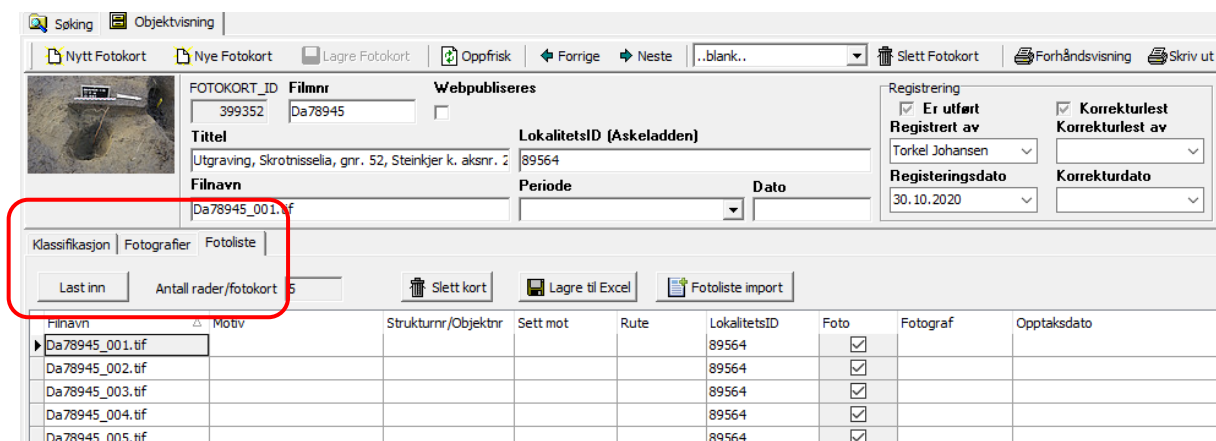 Søking Objektvisning
Nytt Fotokort Nye Fotokort Lagre Fotokort Oppfrisk Forrige Neste ..blank.. Slett Fotokort Forhåndsvisning Skriv ut
FOTOKORT_ID Filmnr Webpubliseres
399352 Da78945
Tittel LokalitetsID (Askeladden)
Utgraving, Skrotnisselia, gnr. 52, Steinkjer k. aksnr. 2 89564
Filnavn Periode Dato
Da78945_001.tif
Registrering
Er utført Korrekturlest
Registrert av Korrekturlest av
Torkel Johansen
Registeringsdato Korrekturdato
30.10.2020
Klassifikasjon Fotografier Fotoliste
Last inn Antall rader/fotokort 5 Slett kort Lagre til Excel Fotoliste import
Filnavn Motiv Strukturnr/Objektnr Sett mot Rute LokalitetsID Foto Fotograf Opptaksdato
Da78945_001.tif 89564
Da78945_002.tif 89564
Da78945_003.tif 89564
Da78945_004.tif 89564
Da78945_005.tif 89564